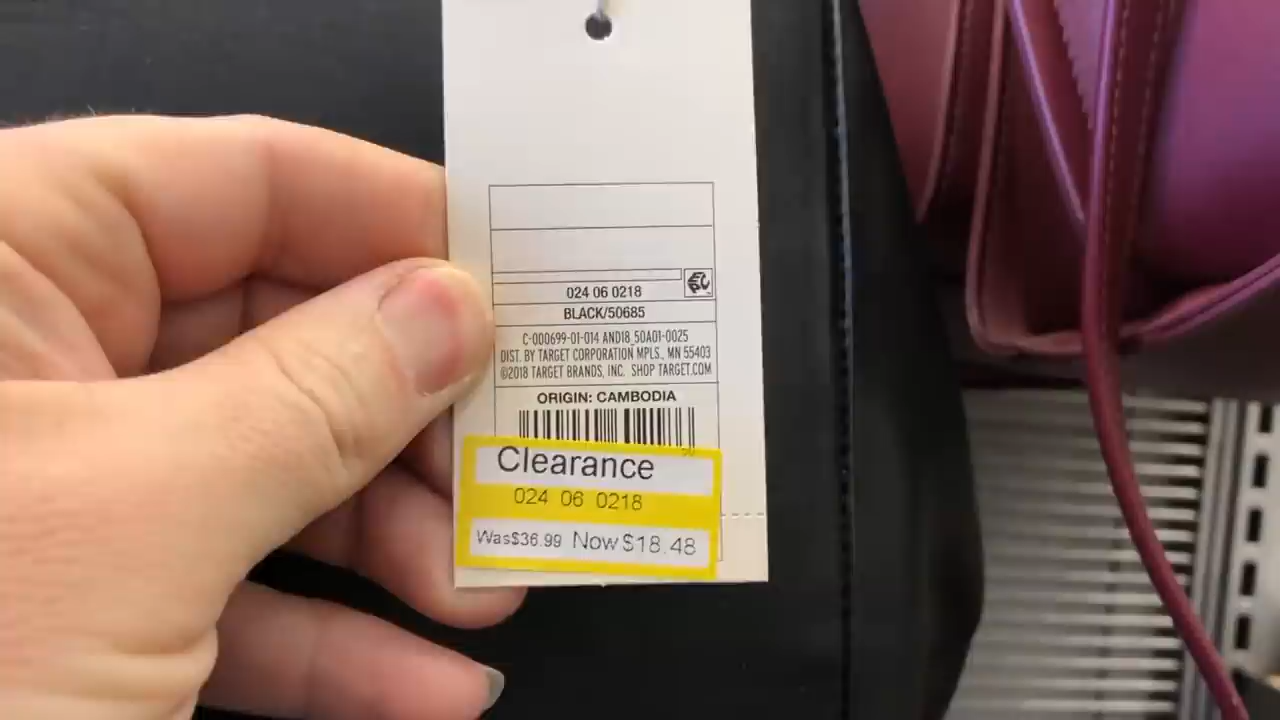 024 06 0218
BLACK/50685
C-000699-01-014 AND18_50A01-0025
DIST. BY TARGET CORPORATION MPLS., MN 55403
©2018 TARGET BRANDS, INC. SHOP TARGET.COM
ORIGIN: CAMBODIA
Clearance
024 06 0218
Was$36.99 Now$18.48